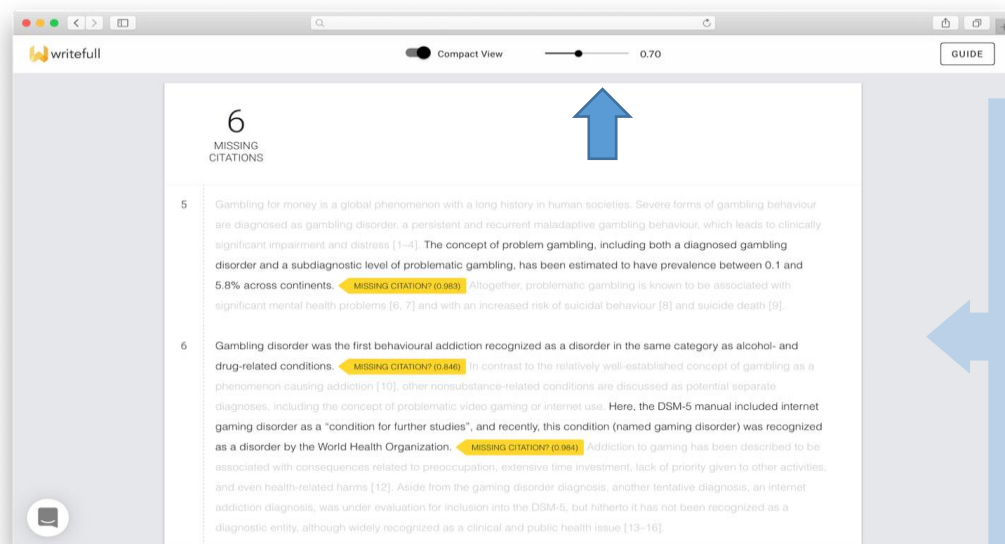 writefull
Compact View
0.70
GUIDE
6
MISSING
CITATIONS
5
Gambling for money is a global phenomenon with a long history in human societies. Severe forms of gambling behaviour
are diagnosed as gambling disorder, a persistent and recurrent maladaptive gambling behaviour, which leads to clinically
significant impairment and distress [1–4]. The concept of problem gambling, including both a diagnosed gambling
disorder and a subdiagnostic level of problematic gambling, has been estimated to have prevalence between 0.1 and
5.8% across continents. MISSING CITATION? (0.983) Altogether, problematic gambling is known to be associated with
significant mental health problems [6, 7] and with an increased risk of suicidal behaviour [8] and suicide death [9].
6
Gambling disorder was the first behavioural addiction recognized as a disorder in the same category as alcohol- and
drug-related conditions. MISSING CITATION? (0.846) In contrast to the relatively well-established concept of gambling as a
phenomenon causing addiction [10], other nonsubstance-related conditions are discussed as potential separate
diagnoses, including the concept of problematic video gaming or internet use. Here, the DSM-5 manual included internet
gaming disorder as a “condition for further studies”, and recently, this condition (named gaming disorder) was recognized
as a disorder by the World Health Organization. MISSING CITATION? (0.984) Addiction to gaming has been described to be
associated with consequences related to preoccupation, extensive time investment, lack of priority given to other activities,
and even health-related harms [12]. Aside from the gaming disorder diagnosis, another tentative diagnosis, an internet
addiction diagnosis, was under evaluation for inclusion into the DSM-5, but hitherto it has not been recognized as a
diagnostic entity, although widely recognized as a clinical and public health issue [13–16].